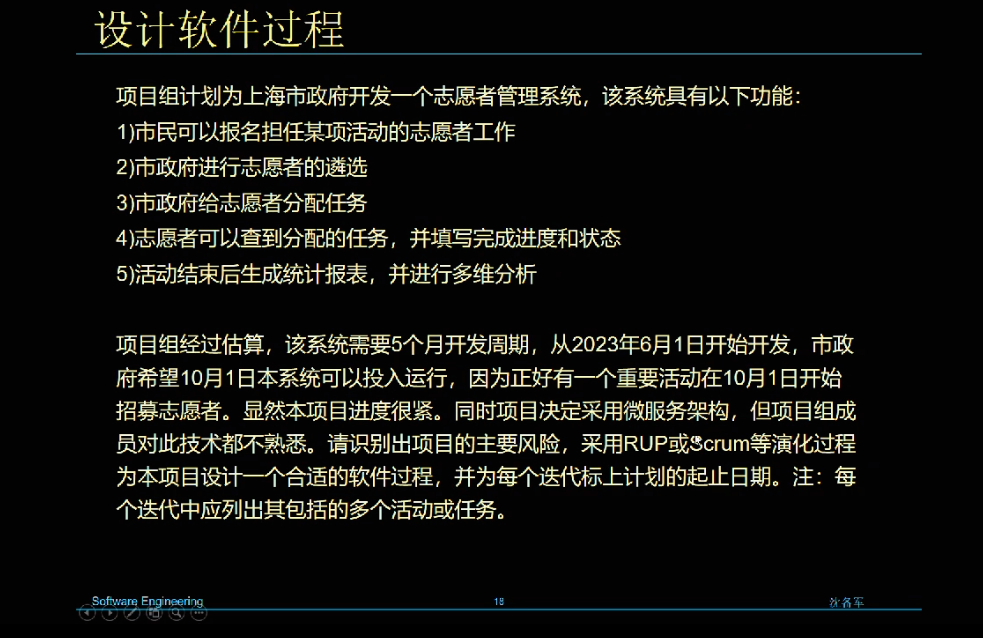 设计软件过程
项目组计划为上海市政府开发一个志愿者管理系统，该系统具有以下功能：
1)市民可以报名担任某项活动的志愿者工作
2)市政府进行志愿者的遴选
3)市政府给志愿者分配任务
4)志愿者可以查到分配的任务，并填写完成进度和状态
5)活动结束后生成统计报表，并进行多维分析
项目组经过估算，该系统需要5个月开发周期，从2023年6月1日开始开发，市政
府希望10月1日本系统可以投入运行，因为正好有一个重要活动在10月1日开始
招募志愿者。显然本项目进度很紧。同时项目决定采用微服务架构，但项目组成
员对此技术都不熟悉。请识别出项目的主要风险，采用RUP或Scrum等演化过程
为本项目设计一个合适的软件过程，并为每个迭代标上计划的起止日期。注：每
个迭代中应列出其包括的多个活动或任务。
Software Engineering
18
沈备军